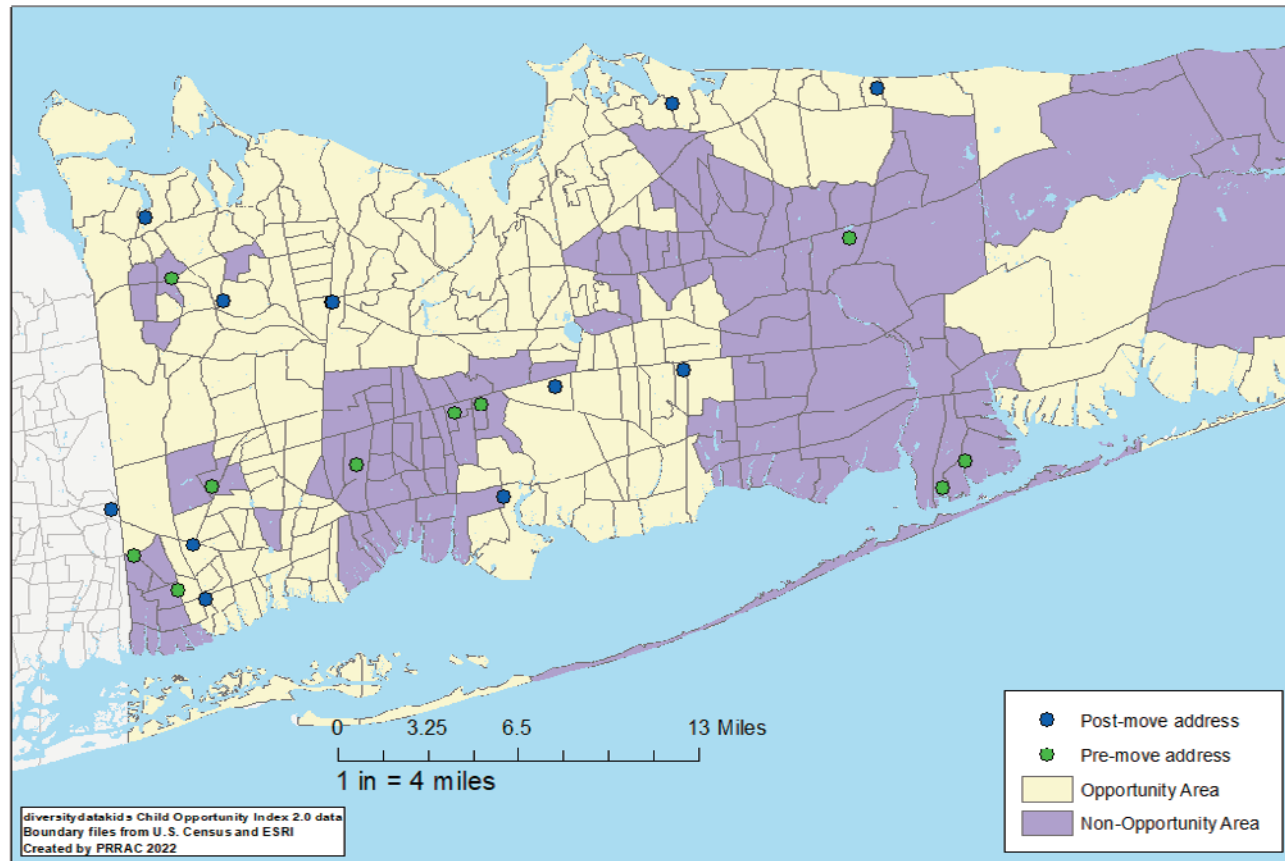 0 3.25 6.5 13 Miles
1 in = 4 miles
diversitydatakids Child Opportunity Index 2.0 data
Boundary files from U.S. Census and ESRI
Created by PRRAC 2022
Post-move address
Pre-move address
Opportunity Area
Non-Opportunity Area